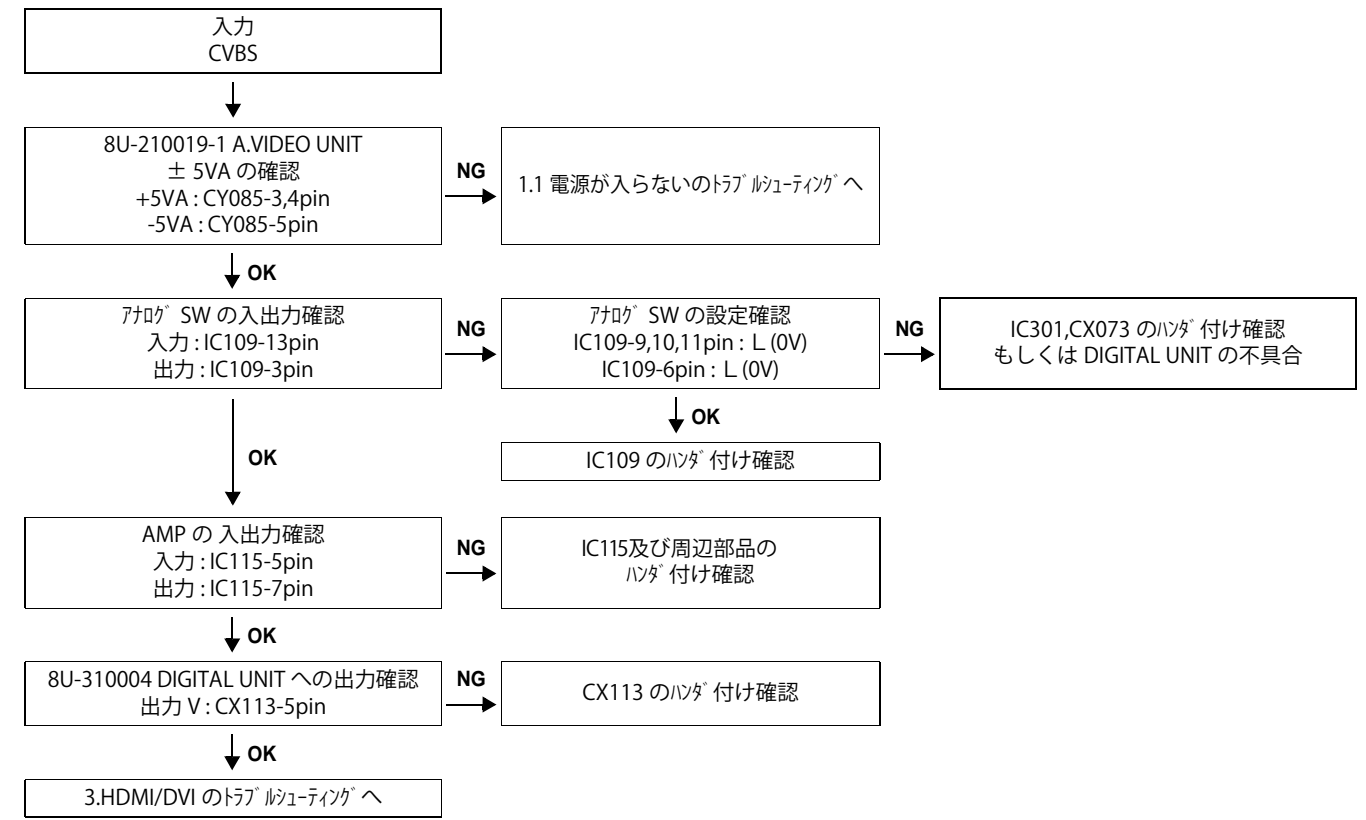 入力
CVBS
8U-210019-1 A.VIDEO UNIT
± 5VA の確認
+5VA : CY085-3,4pin
-5VA : CY085-5pin
NG
1.1 電源が入らないのﾄﾗﾌﾞﾙｼｭｰﾃｨﾝｸﾞへ
OK
ｱﾅﾛｸﾞ SW の入出力確認
入力 : IC109-13pin
出力 : IC109-3pin
NG
ｱﾅﾛｸﾞ SW の設定確認
IC109-9,10,11pin : L (0V)
IC109-6pin : L (0V)
NG
IC301,CX073 のﾊﾝﾀﾞ付け確認
もしくは DIGITAL UNIT の不具合
OK
IC109 のﾊﾝﾀﾞ付け確認
OK
AMP の 入出力確認
入力 : IC115-5pin
出力 : IC115-7pin
NG
IC115及び周辺部品の
ﾊﾝﾀﾞ付け確認
OK
8U-310004 DIGITAL UNIT への出力確認
出力 V : CX113-5pin
NG
CX113 のﾊﾝﾀﾞ付け確認
OK
3.HDMI/DVI のﾄﾗﾌﾞﾙｼｭｰﾃｨﾝｸﾞへ